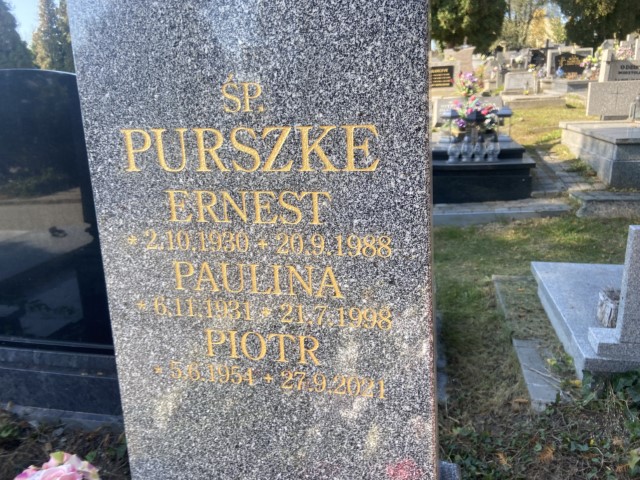 ŚP.
PURSZKE
ERNEST
* 2.10.1930 + 20.9.1988
PAULINA
* 6.11.1931 + 21.7.1998
PIOTR
* 5.8.1954 + 27.9.2021